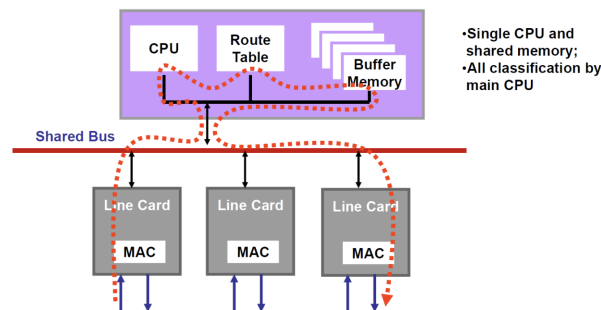 CPU
Route
Table
Buffer
Memory
•Single CPU and
shared memory;
•All classification by
main CPU
Shared Bus
Line Card
MAC
Line Card
MAC
Line Card
MAC